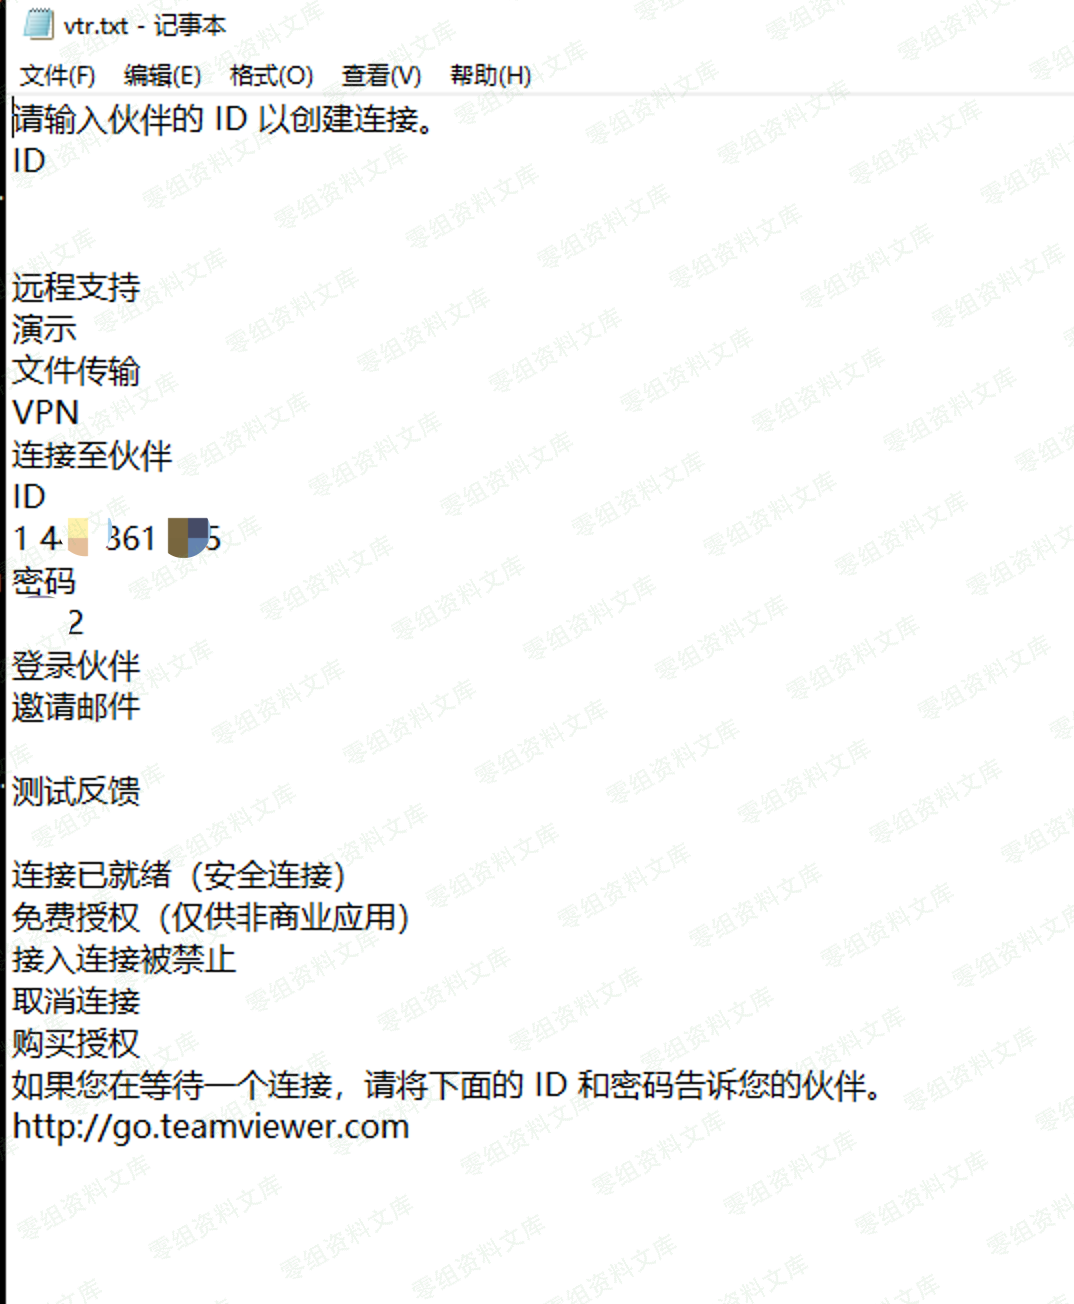 vtr.txt - 记事本
文件(F) 编辑(E) 格式(O) 查看(V) 帮助(H)
请输入伙伴的 ID 以创建连接。
ID
远程支持
演示
文件传输
VPN
连接至伙伴
ID
1 4 361 5
密码
2
登录伙伴
邀请邮件
测试反馈
连接已就绪（安全连接）
免费授权（仅供非商业应用）
接入连接被禁止
取消连接
购买授权
如果您在等待一个连接，请将下面的 ID 和密码告诉您的伙伴。
http://go.teamviewer.com
零组资料文库